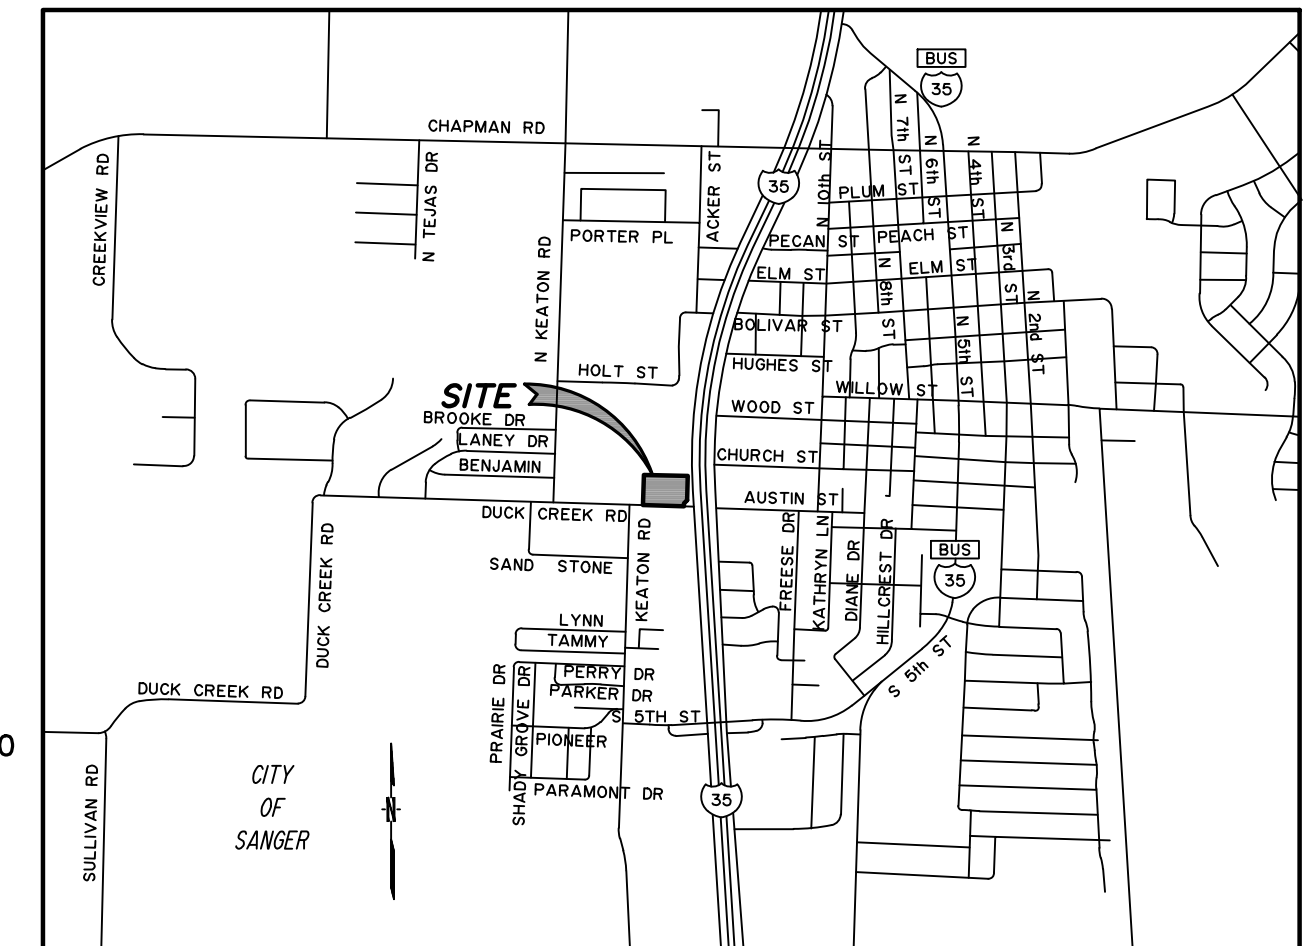 BUS
35
CHAPMAN RD
N 7th ST
N 6th ST
N 4th ST
CREEKVIEW RD
N TEJAS DR
ACKER ST
35
N 10th ST
PLUM ST
PORTER PL
PECAN ST
PEACH ST
N 3rd ST
N KEATON RD
ELM ST
N 8th ST
ELM ST
N 2nd ST
BOLIVAR ST
N 5th ST
HOLT ST
HUGHES ST
SITE
WILLOW ST
BROOKE DR
WOOD ST
LANEY DR
BENJAMIN
CHURCH ST
AUSTIN ST
DUCK CREEK RD
KEATON RD
DUCK CREEK RD
SAND STONE
FREESE DR
KATHRYN LN
DIANE DR
HILLCREST DR
BUS
35
LYNN
TAMMY
PERRY DR
PARKER DR
S 5th ST
DUCK CREEK RD
PRAIRIE DR
SHADY GROVE DR
S 5TH ST
PIONEER
0
CITY
OF
SANGER
N
PARAMONT DR
35
SULLIVAN RD